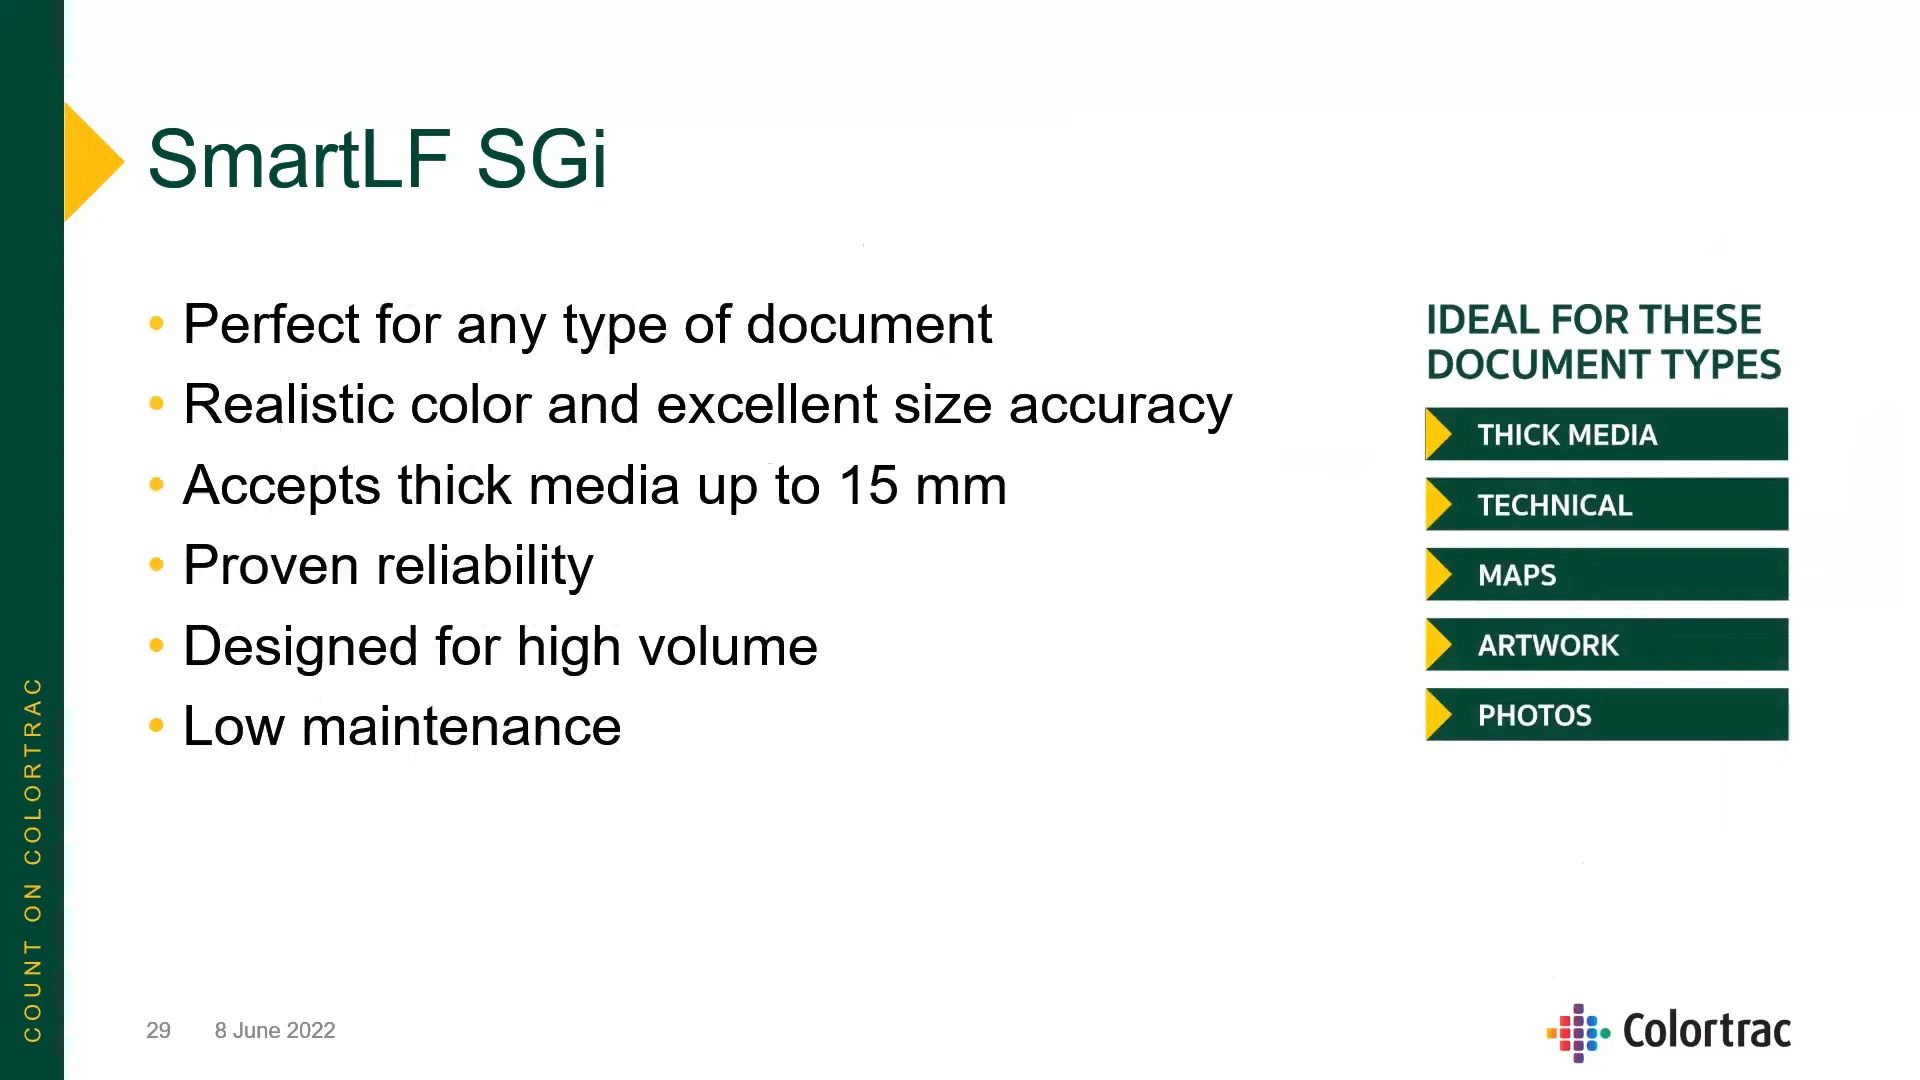 SmartLF SGi
• Perfect for any type of document
• Realistic color and excellent size accuracy
• Accepts thick media up to 15 mm
• Proven reliability
• Designed for high volume
• Low maintenance
IDEAL FOR THESE
DOCUMENT TYPES
THICK MEDIA
TECHNICAL
MAPS
ARTWORK
PHOTOS
COUNT ON COLORTRAC
29 8 June 2022
Colortrac